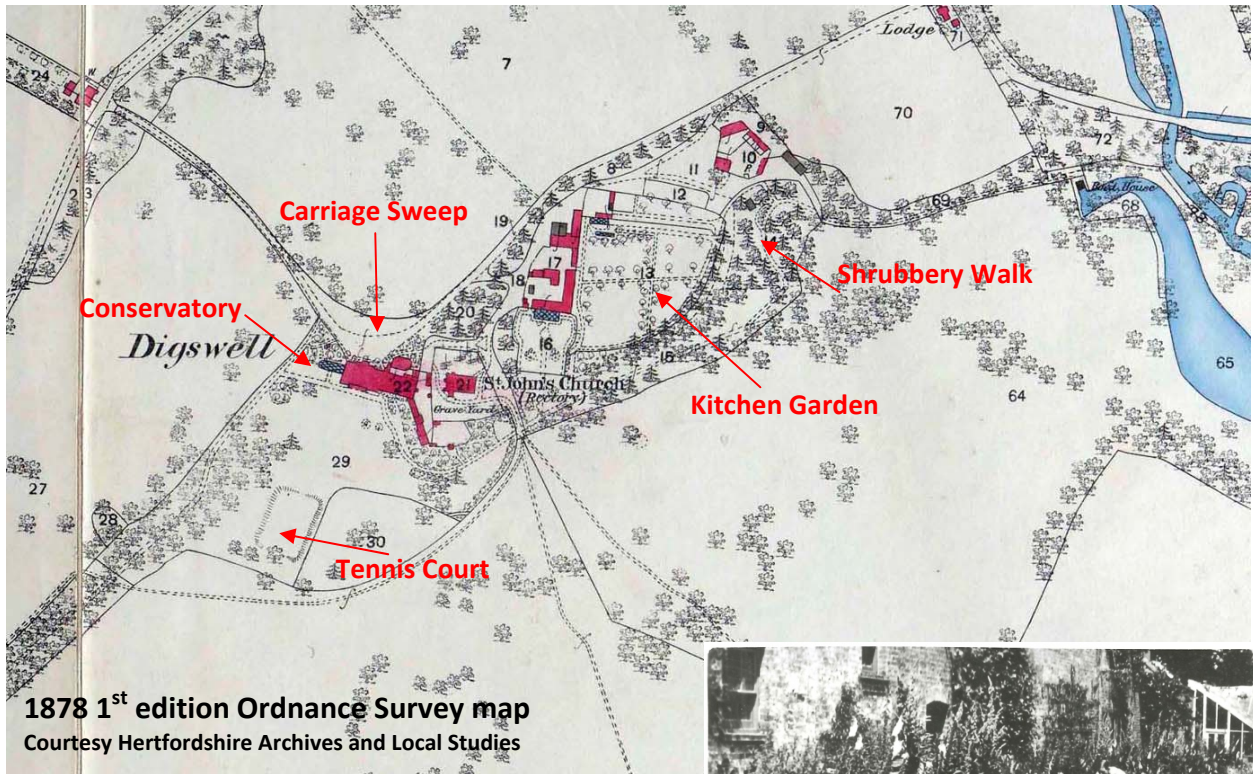 Lodge
71
24
7
70
9
10
72
11
8
12
Boat House
69
68
Carriage Sweep
19
14
17
13
Shrubbery Walk
18
Conservatory
20
Digswell
16
15
65
22
21
St. John's Church
(Rectory)
Grave Yard
64
Kitchen Garden
29
27
28
30
Tennis Court
1878 1st edition Ordnance Survey map
Courtesy Hertfordshire Archives and Local Studies